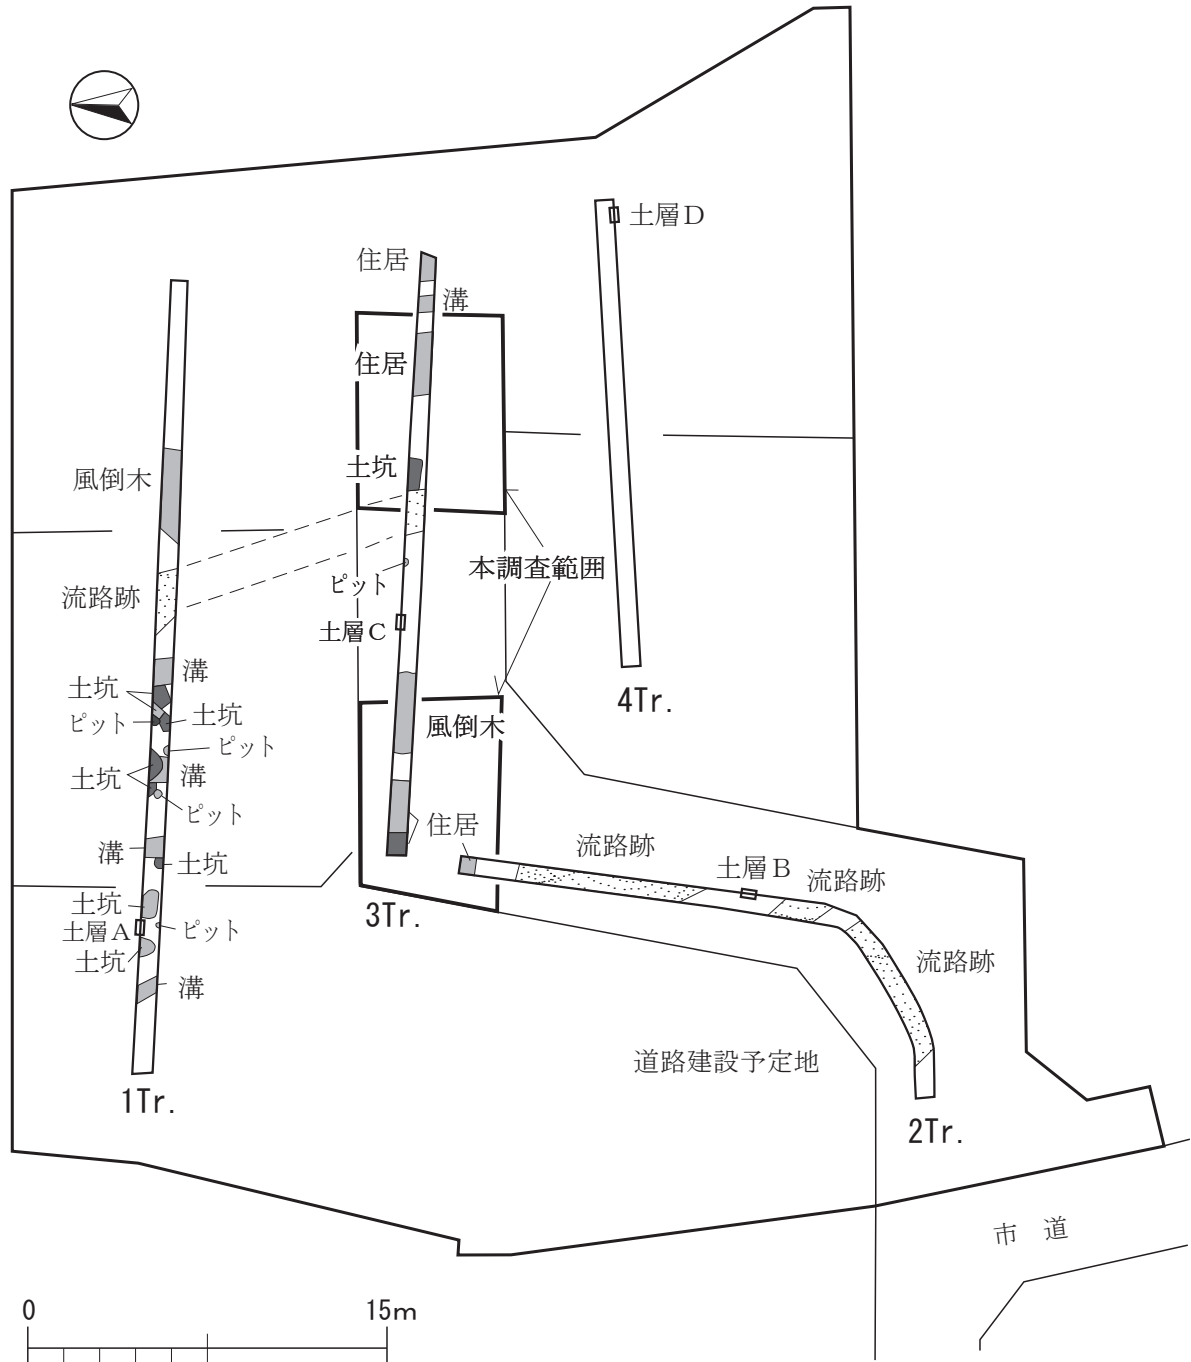 土層D
住居
溝
住居
土坑
風倒木
本調査範囲
ピット
流路跡
土層C
溝
土坑
ピット
土坑
ピット
土坑
溝
ピット
4Tr.
風倒木
住居
溝
土坑
流路跡
土層B
流路跡
土坑
土層A
ピット
土坑
3Tr.
流路跡
溝
道路建設予定地
1Tr.
2Tr.
市道
0
15m